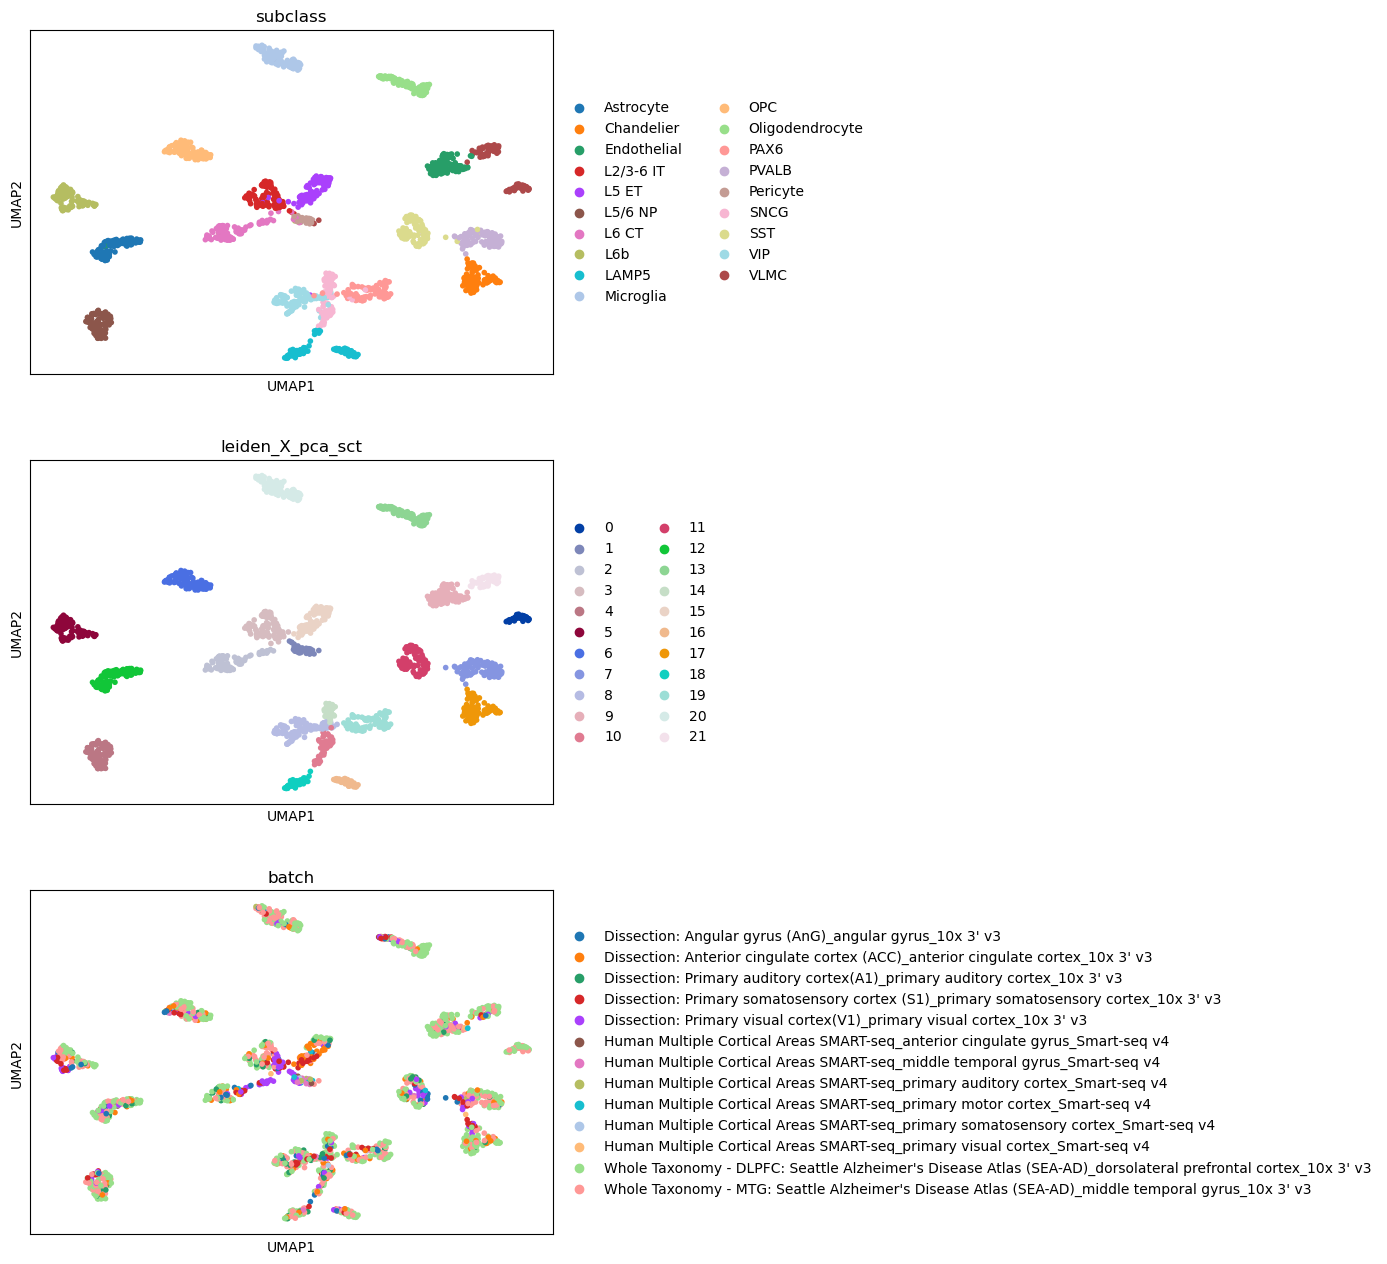 subclass
UMAP2
UMAP1
Astrocyte
Chandelier
Endothelial
L2/3-6 IT
L5 ET
L5/6 NP
L6 CT
L6b
LAMP5
Microglia
OPC
Oligodendrocyte
PAX6
PVALB
Pericyte
SNCG
SST
VIP
VLMC
leiden_X_pca_sct
UMAP2
UMAP1
0
1
2
3
4
5
6
7
8
9
10
11
12
13
14
15
16
17
18
19
20
21
batch
UMAP2
UMAP1
Dissection: Angular gyrus (AnG)_angular gyrus_10x 3' v3
Dissection: Anterior cingulate cortex (ACC)_anterior cingulate cortex_10x 3' v3
Dissection: Primary auditory cortex(A1)_primary auditory cortex_10x 3' v3
Dissection: Primary somatosensory cortex (S1)_primary somatosensory cortex_10x 3' v3
Dissection: Primary visual cortex(V1)_primary visual cortex_10x 3' v3
Human Multiple Cortical Areas SMART-seq_anterior cingulate gyrus_Smart-seq v4
Human Multiple Cortical Areas SMART-seq_middle temporal gyrus_Smart-seq v4
Human Multiple Cortical Areas SMART-seq_primary auditory cortex_Smart-seq v4
Human Multiple Cortical Areas SMART-seq_primary motor cortex_Smart-seq v4
Human Multiple Cortical Areas SMART-seq_primary somatosensory cortex_Smart-seq v4
Human Multiple Cortical Areas SMART-seq_primary visual cortex_Smart-seq v4
Whole Taxonomy - DLPFC: Seattle Alzheimer's Disease Atlas (SEA-AD)_dorsolateral prefrontal cortex_10x 3' v3
Whole Taxonomy - MTG: Seattle Alzheimer's Disease Atlas (SEA-AD)_middle temporal gyrus_10x 3' v3